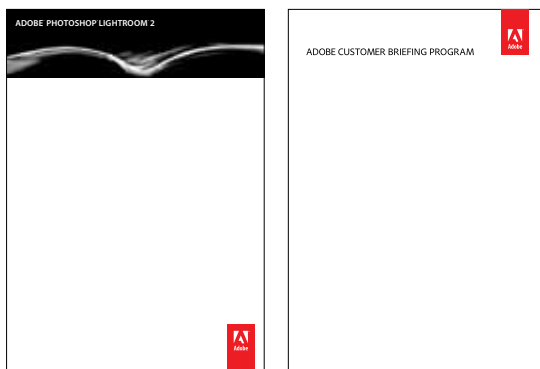 ADOBE PHOTOSHOP LIGHTROOM 2
Adobe
ADOBE CUSTOMER BRIEFING PROGRAM
Adobe